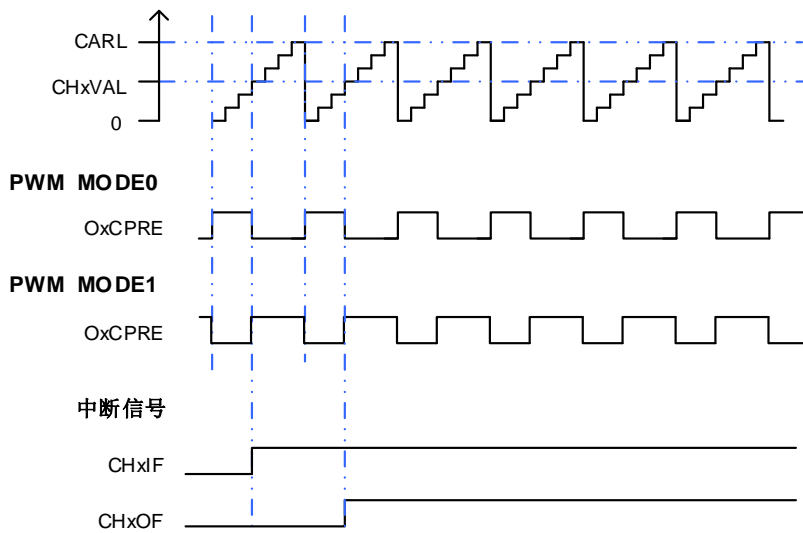 CARL
CHxVAL
0
PWM MODE0
OxCPRE
PWM MODE1
OxCPRE
中断信号
CHxIF
CHxOF